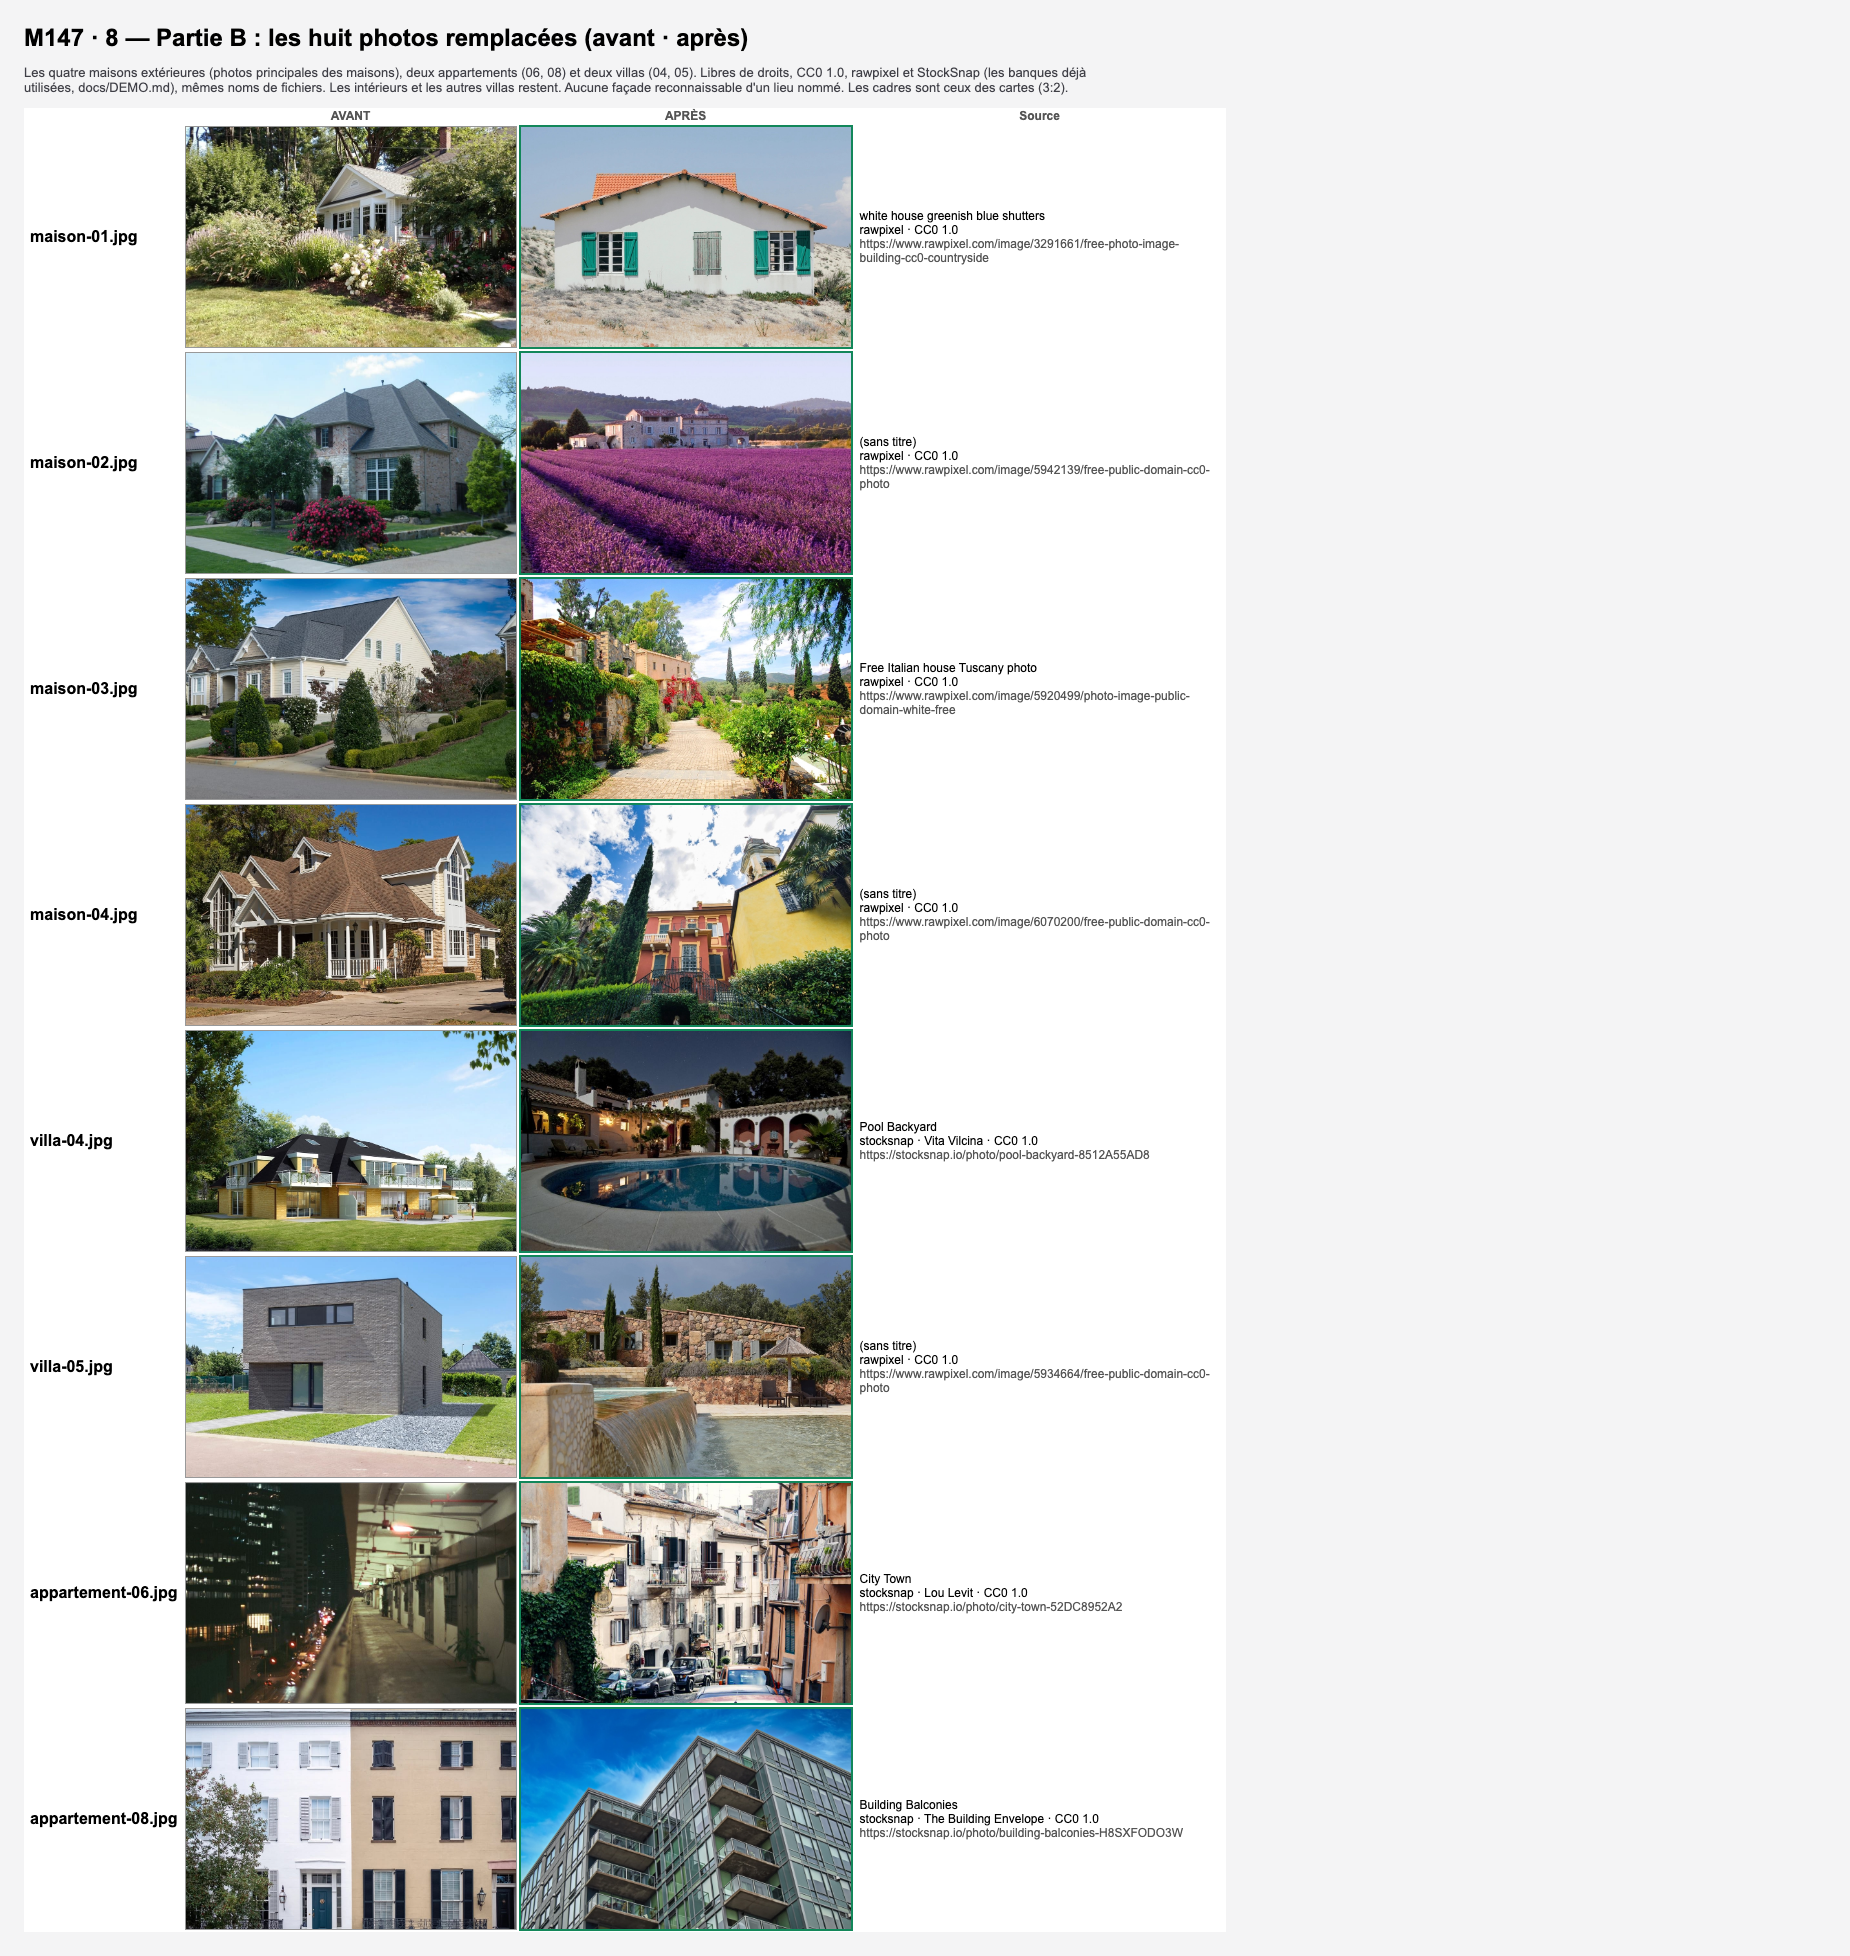 M147 · 8 — Partie B : les huit photos remplacées (avant · après)
Les quatre maisons extérieures (photos principales des maisons), deux appartements (06, 08) et deux villas (04, 05). Libres de droits, CC0 1.0, rawpixel et StockSnap (les banques déjà
utilisées, docs/DEMO.md), mêmes noms de fichiers. Les intérieurs et les autres villas restent. Aucune façade reconnaissable d'un lieu nommé. Les cadres sont ceux des cartes (3:2).
AVANT
APRÈS
Source
maison-01.jpg
white house greenish blue shutters
rawpixel · CC0 1.0
https://www.rawpixel.com/image/3291661/free-photo-image-
building-cc0-countryside
maison-02.jpg
(sans titre)
rawpixel · CC0 1.0
https://www.rawpixel.com/image/5942139/free-public-domain-cc0-
photo
maison-03.jpg
Free Italian house Tuscany photo
rawpixel · CC0 1.0
https://www.rawpixel.com/image/5920499/photo-image-public-
domain-white-free
maison-04.jpg
(sans titre)
rawpixel · CC0 1.0
https://www.rawpixel.com/image/6070200/free-public-domain-cc0-
photo
villa-04.jpg
Pool Backyard
stocksnap · Vita Vilcina · CC0 1.0
https://stocksnap.io/photo/pool-backyard-8512A55AD8
villa-05.jpg
(sans titre)
rawpixel · CC0 1.0
https://www.rawpixel.com/image/5934664/free-public-domain-cc0-
photo
appartement-06.jpg
City Town
stocksnap · Lou Levit · CC0 1.0
https://stocksnap.io/photo/city-town-52DC8952A2
appartement-08.jpg
Building Balconies
stocksnap · The Building Envelope · CC0 1.0
https://stocksnap.io/photo/building-balconies-H8SXFODO3W